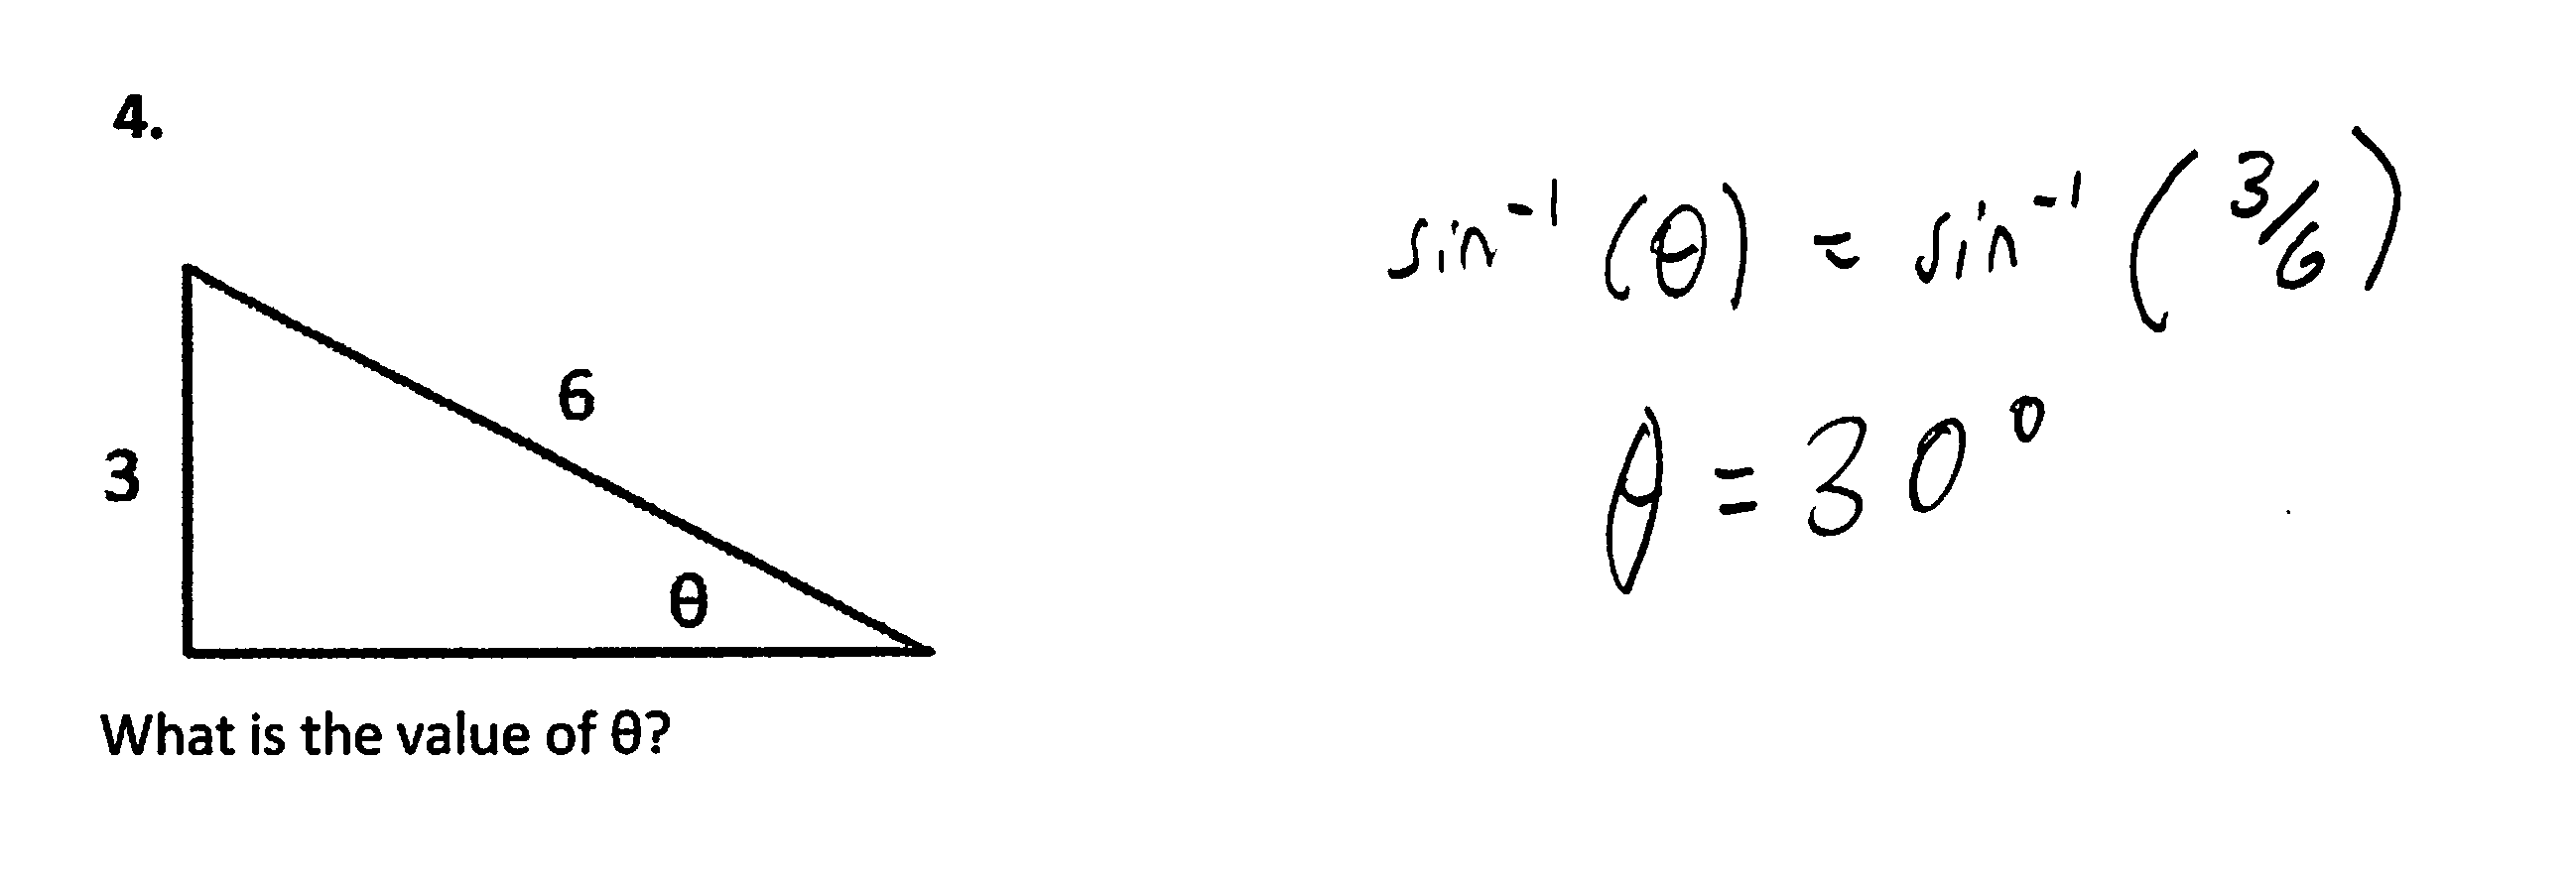 4.
sin⁻¹ (θ) = sin⁻¹ (3/6)
6
θ = 30°
3
θ
What is the value of θ?